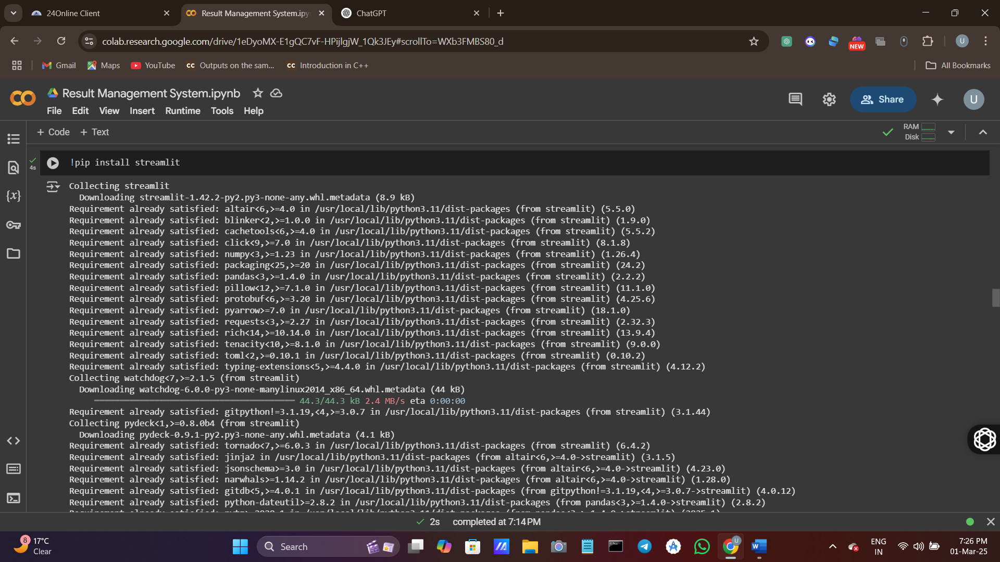 24Online Client
Result Management System.ipy
ChatGPT
colab.research.google.com/drive/1eDyoMX-E1gQC7vF-HPijlgjW_1Qk3JEy#scrollTo=WXb3FMBS80_d
NEW
U
Gmail
Maps
YouTube
CC Outputs on the sam...
CC Introduction in C++
All Bookmarks
Result Management System.ipynb
File Edit View Insert Runtime Tools Help
Share
U
+ Code + Text
RAM
Disk
4s
!pip install streamlit
Collecting streamlit
Downloading streamlit-1.42.2-py2.py3-none-any.whl.metadata (8.9 kB)
Requirement already satisfied: altair<6,>=4.0 in /usr/local/lib/python3.11/dist-packages (from streamlit) (5.5.0)
Requirement already satisfied: blinker<2,>=1.0.0 in /usr/local/lib/python3.11/dist-packages (from streamlit) (1.9.0)
Requirement already satisfied: cachetools<6,>=4.0 in /usr/local/lib/python3.11/dist-packages (from streamlit) (5.5.2)
Requirement already satisfied: click<9,>=7.0 in /usr/local/lib/python3.11/dist-packages (from streamlit) (8.1.8)
Requirement already satisfied: numpy<3,>=1.23 in /usr/local/lib/python3.11/dist-packages (from streamlit) (1.26.4)
Requirement already satisfied: packaging<25,>=20 in /usr/local/lib/python3.11/dist-packages (from streamlit) (24.2)
Requirement already satisfied: pandas<3,>=1.4.0 in /usr/local/lib/python3.11/dist-packages (from streamlit) (2.2.2)
Requirement already satisfied: pillow<12,>=7.1.0 in /usr/local/lib/python3.11/dist-packages (from streamlit) (11.1.0)
Requirement already satisfied: protobuf<6,>=3.20 in /usr/local/lib/python3.11/dist-packages (from streamlit) (4.25.6)
Requirement already satisfied: pyarrow>=7.0 in /usr/local/lib/python3.11/dist-packages (from streamlit) (18.1.0)
Requirement already satisfied: requests<3,>=2.27 in /usr/local/lib/python3.11/dist-packages (from streamlit) (2.32.3)
Requirement already satisfied: rich<14,>=10.14.0 in /usr/local/lib/python3.11/dist-packages (from streamlit) (13.9.4)
Requirement already satisfied: tenacity<10,>=8.1.0 in /usr/local/lib/python3.11/dist-packages (from streamlit) (9.0.0)
Requirement already satisfied: toml<2,>=0.10.1 in /usr/local/lib/python3.11/dist-packages (from streamlit) (0.10.2)
Requirement already satisfied: typing-extensions<5,>=4.4.0 in /usr/local/lib/python3.11/dist-packages (from streamlit) (4.12.2)
Collecting watchdog<7,>=2.1.5 (from streamlit)
Downloading watchdog-6.0.0-py3-none-manylinux2014_x86_64.whl.metadata (44 kB)
44.3/44.3 kB 2.4 MB/s eta 0:00:00
Requirement already satisfied: gitpython!=3.1.19,<4,>=3.0.7 in /usr/local/lib/python3.11/dist-packages (from streamlit) (3.1.44)
Collecting pydeck<1,>=0.8.0b4 (from streamlit)
Downloading pydeck-0.9.1-py2.py3-none-any.whl.metadata (4.1 kB)
Requirement already satisfied: tornado<7,>=6.0.3 in /usr/local/lib/python3.11/dist-packages (from streamlit) (6.4.2)
Requirement already satisfied: jinja2 in /usr/local/lib/python3.11/dist-packages (from altair<6,>=4.0->streamlit) (3.1.5)
Requirement already satisfied: jsonschema>=3.0 in /usr/local/lib/python3.11/dist-packages (from altair<6,>=4.0->streamlit) (4.23.0)
Requirement already satisfied: narwhals>=1.14.2 in /usr/local/lib/python3.11/dist-packages (from altair<6,>=4.0->streamlit) (1.28.0)
Requirement already satisfied: gitdb<5,>=4.0.1 in /usr/local/lib/python3.11/dist-packages (from gitpython!=3.1.19,<4,>=3.0.7->streamlit) (4.0.12)
Requirement already satisfied: python-dateutil>=2.8.2 in /usr/local/lib/python3.11/dist-packages (from pandas<3,>=1.4.0->streamlit) (2.8.2)
2s completed at 7:14 PM
8
17°C
Clear
Search
ENG
IN
7:26 PM
01-Mar-25